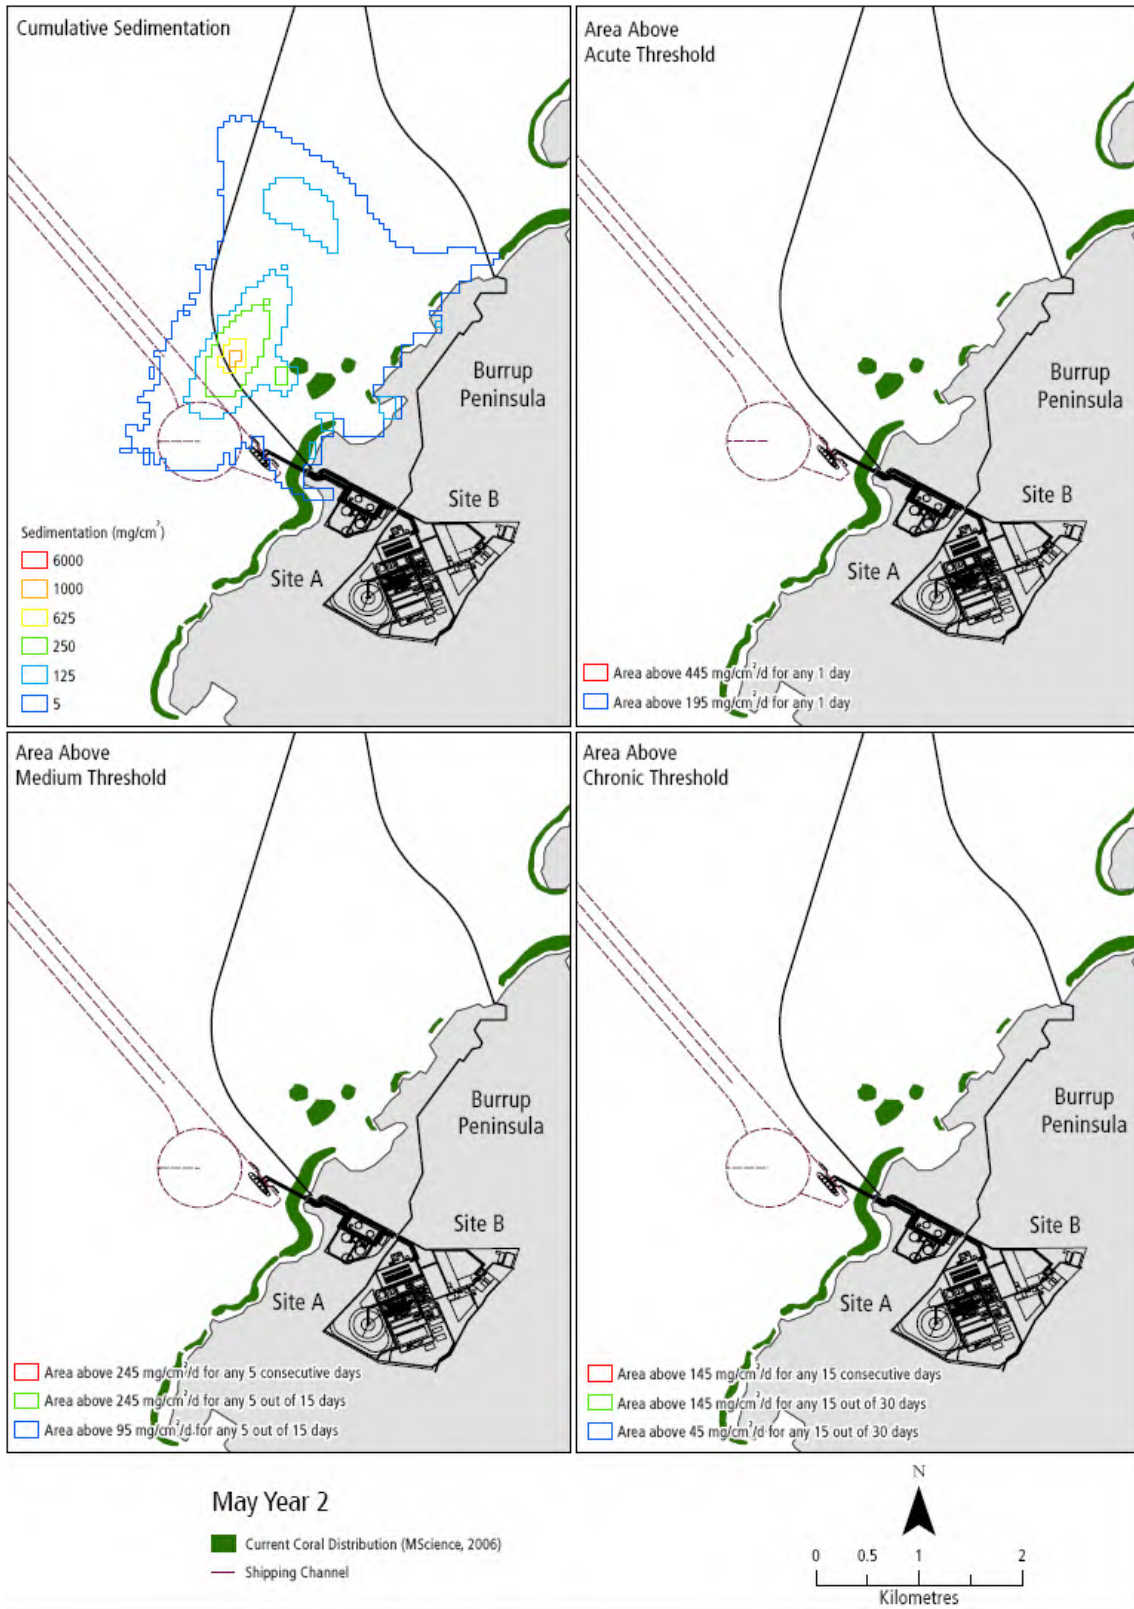 Cumulative Sedimentation
Burrup
Peninsula
Site B
Site A
Sedimentation (mg/cm²)
6000
1000
625
250
125
5
Area Above
Acute Threshold
Burrup
Peninsula
Site B
Site A
Area above 445 mg/cm²/d for any 1 day
Area above 195 mg/cm²/d for any 1 day
Area Above
Medium Threshold
Burrup
Peninsula
Site B
Site A
Area above 245 mg/cm²/d for any 5 consecutive days
Area above 245 mg/cm²/d for any 5 out of 15 days
Area above 95 mg/cm²/d for any 5 out of 15 days
Area Above
Chronic Threshold
Burrup
Peninsula
Site B
Site A
Area above 145 mg/cm²/d for any 15 consecutive days
Area above 145 mg/cm²/d for any 15 out of 30 days
Area above 45 mg/cm²/d for any 15 out of 30 days
May Year 2
Current Coral Distribution (MScience, 2006)
Shipping Channel
N
0 0.5 1 2
Kilometres